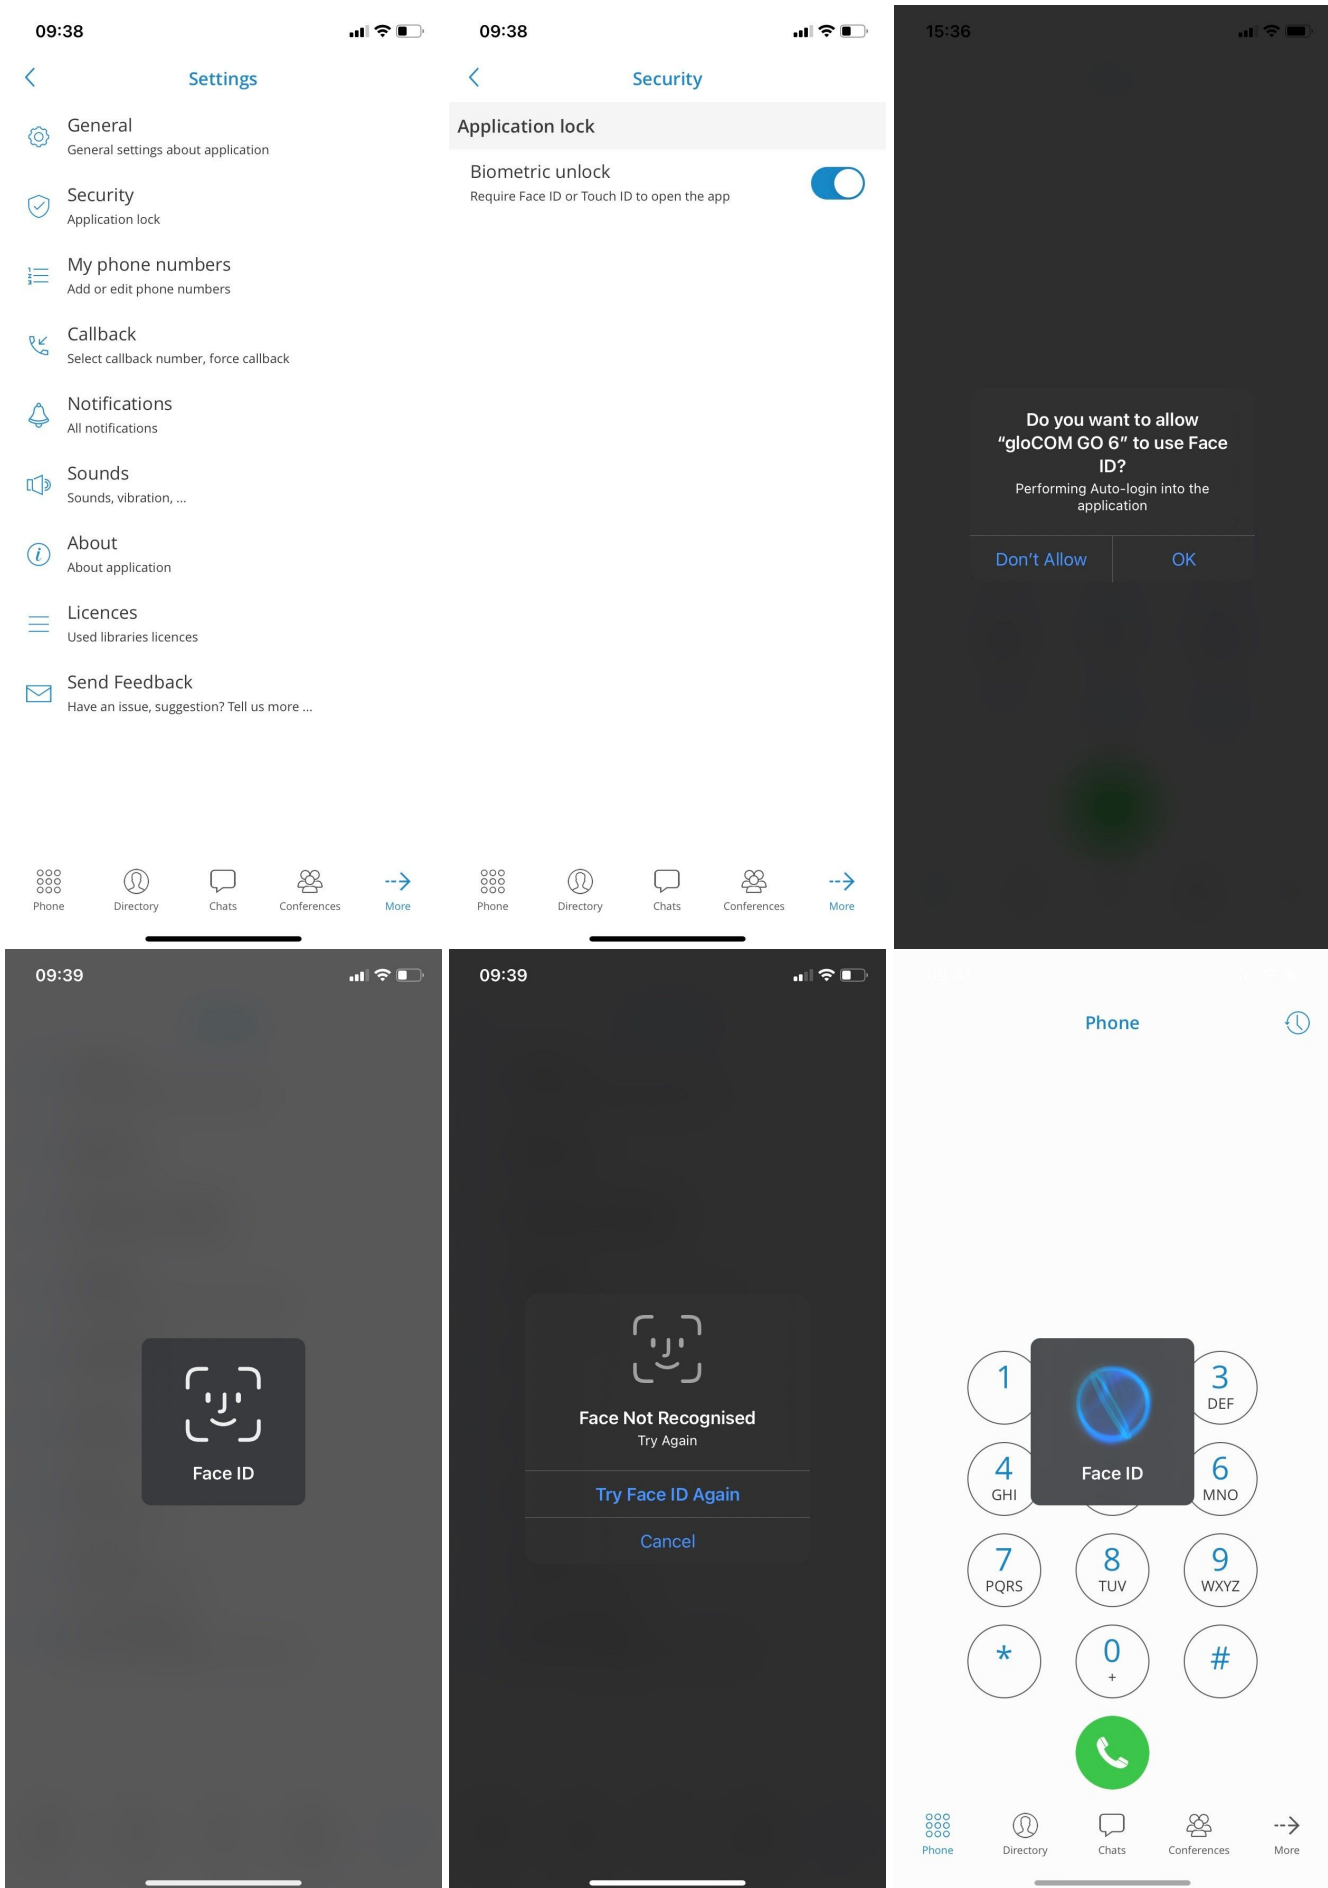 09:38
Settings
General
General settings about application
Security
Application lock
My phone numbers
Add or edit phone numbers
Callback
Select callback number, force callback
Notifications
All notifications
Sounds
Sounds, vibration, ...
About
About application
Licences
Used libraries licences
Send Feedback
Have an issue, suggestion? Tell us more ...
Phone
Directory
Chats
Conferences
More
09:38
Security
Application lock
Biometric unlock
Require Face ID or Touch ID to open the app
Phone
Directory
Chats
Conferences
More
15:36
Do you want to allow
“gloCOM GO 6” to use Face
ID?
Performing Auto-login into the
application
Don't Allow
OK
09:39
Face ID
09:39
Face Not Recognised
Try Again
Try Face ID Again
Cancel
Phone
1
3
DEF
Face ID
4
GHI
6
MNO
7
PQRS
8
TUV
9
WXYZ
*
0
+
#
Phone
Directory
Chats
Conferences
More